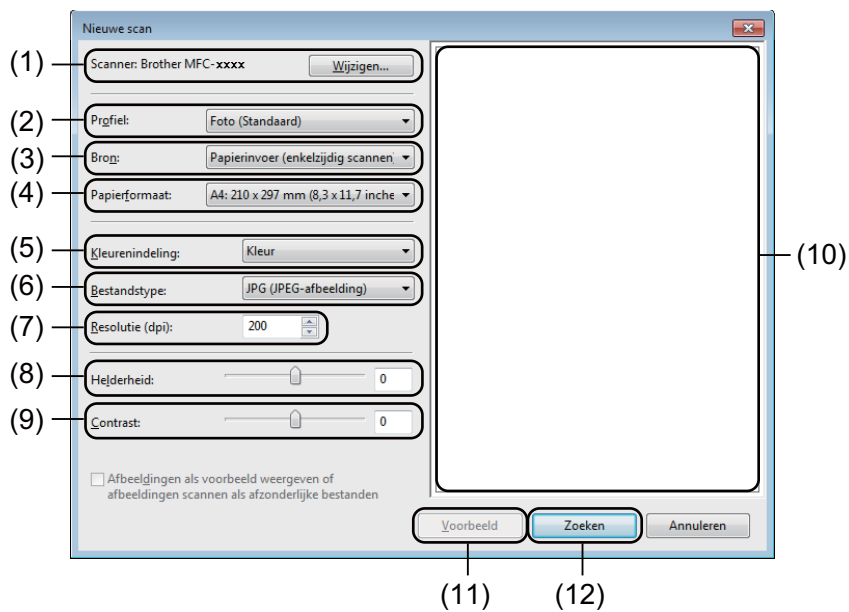 Nieuwe scan
(1) Scanner: Brother MFC-xxxx Wijzigen...
(2) Profiel: Foto (Standaard)
(3) Bron: Papierinvoer (enkelzijdig scannen)
(4) Papierformaat: A4: 210 x 297 mm (8,3 x 11,7 inche
(5) Kleurenindeling: Kleur
(10)
(6) Bestandstype: JPG (JPEG-afbeelding)
(7) Resolutie (dpi): 200
(8) Helderheid: 0
(9) Contrast: 0
Afbeeldingen als voorbeeld weergeven of
afbeeldingen scannen als afzonderlijke bestanden
Voorbeeld Zoeken Annuleren
(11) (12)